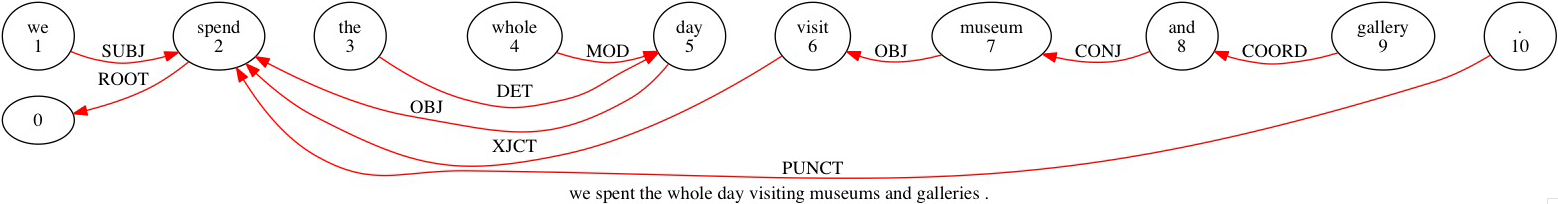 we spend the whole day visit museum and gallery .
1 2 3 4 5 6 7 8 9 10
SUBJ MOD OBJ CONJ COORD
ROOT
DET
OBJ
0
XJCT
PUNCT
we spent the whole day visiting museums and galleries .